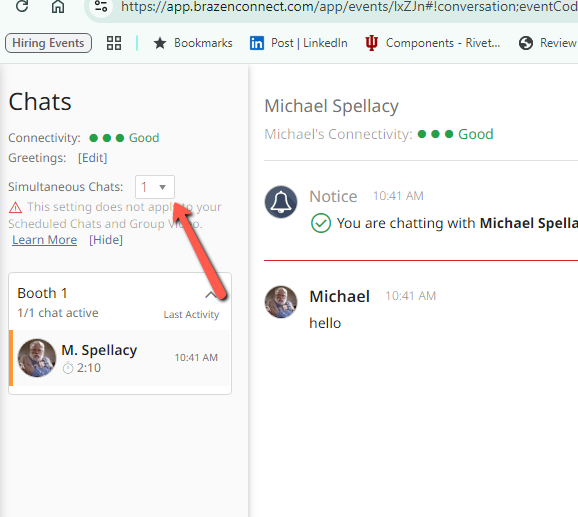 https://app.brazenconnect.com/app/events/lxZJn#!conversation;eventCod
Hiring Events
Bookmarks
Post | LinkedIn
Components - Rivet...
Review
Chats
Connectivity: Good
Greetings: [Edit]
Simultaneous Chats: 1
This setting does not apply to your
Scheduled Chats and Group Video.
Learn More [Hide]
Booth 1
1/1 chat active
Last Activity
M. Spellacy
2:10
10:41 AM
Michael Spellacy
Michael's Connectivity: Good
Notice 10:41 AM
You are chatting with Michael Spella
Michael 10:41 AM
hello